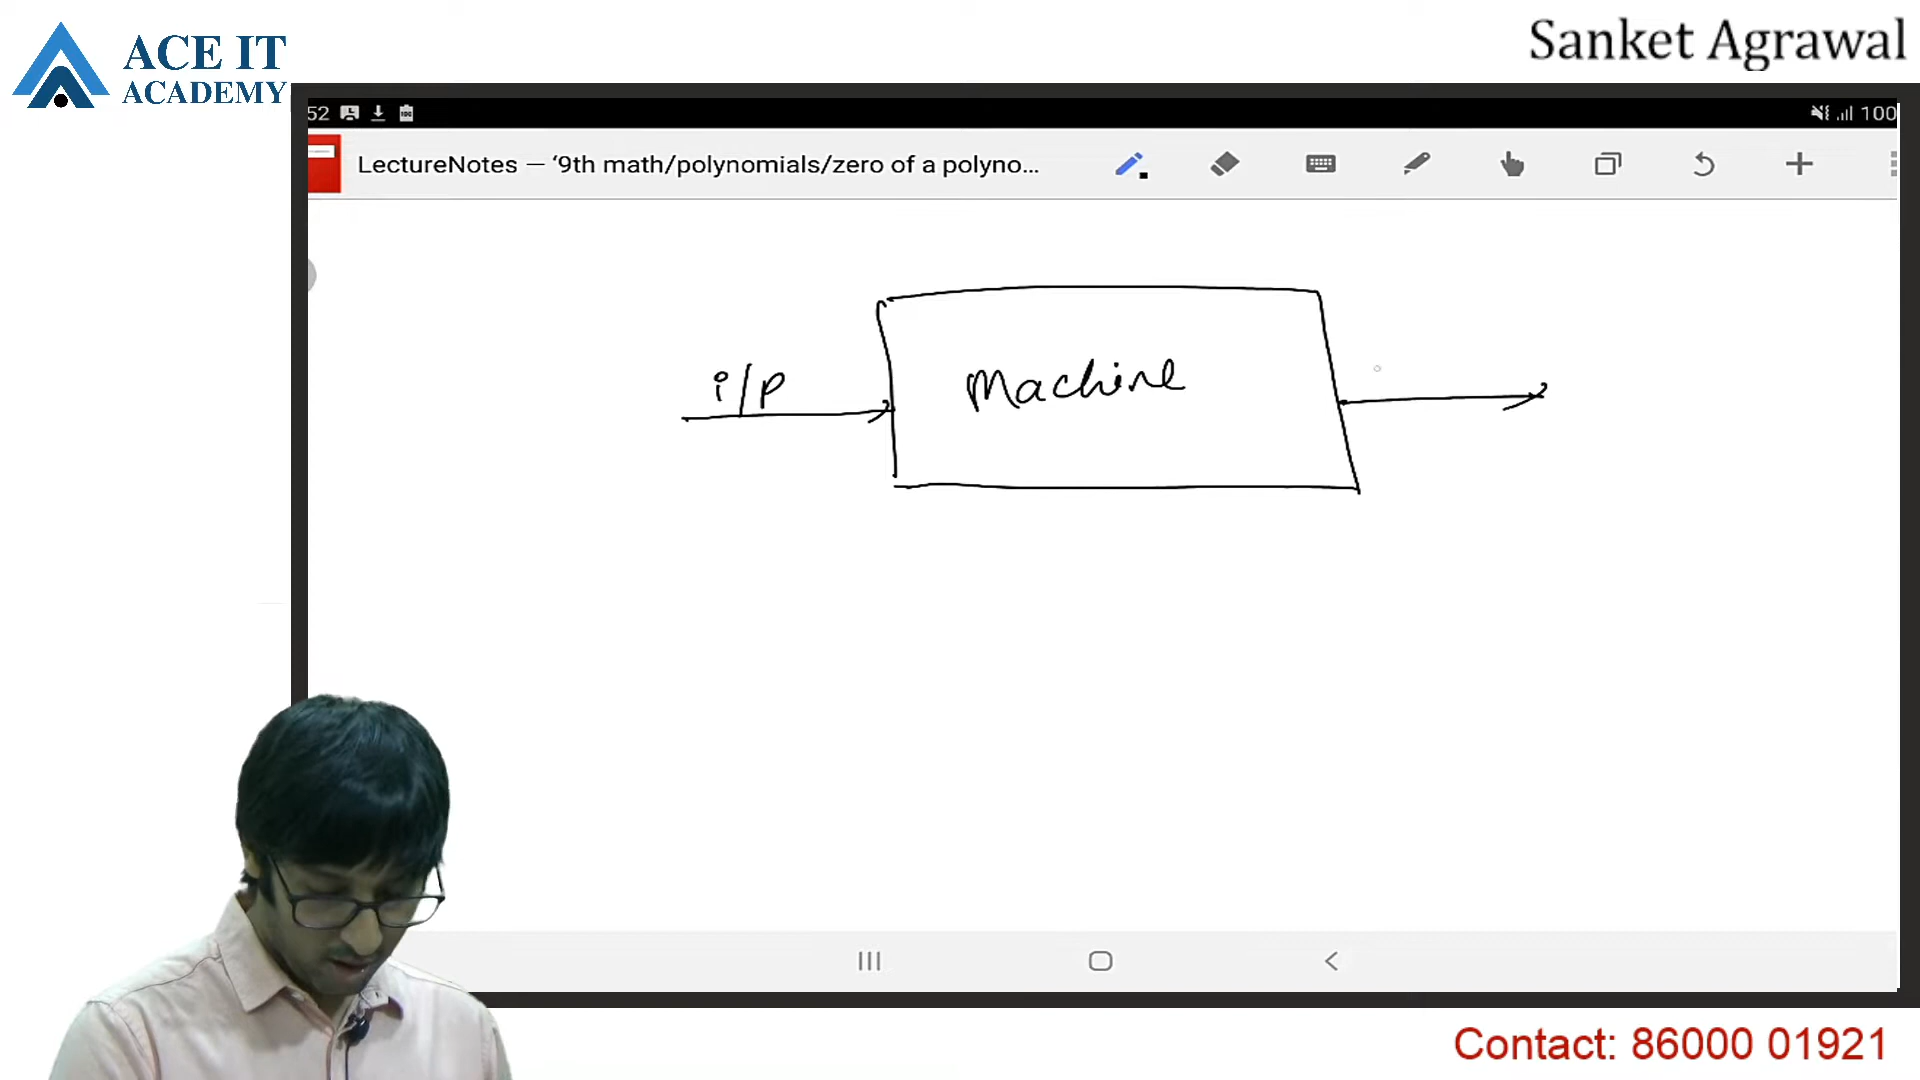 ACE IT
ACADEMY
Sanket Agrawal
52
100
LectureNotes — ‘9th math/polynomials/zero of a polyno...
i/p
Machine
Contact: 86000 01921